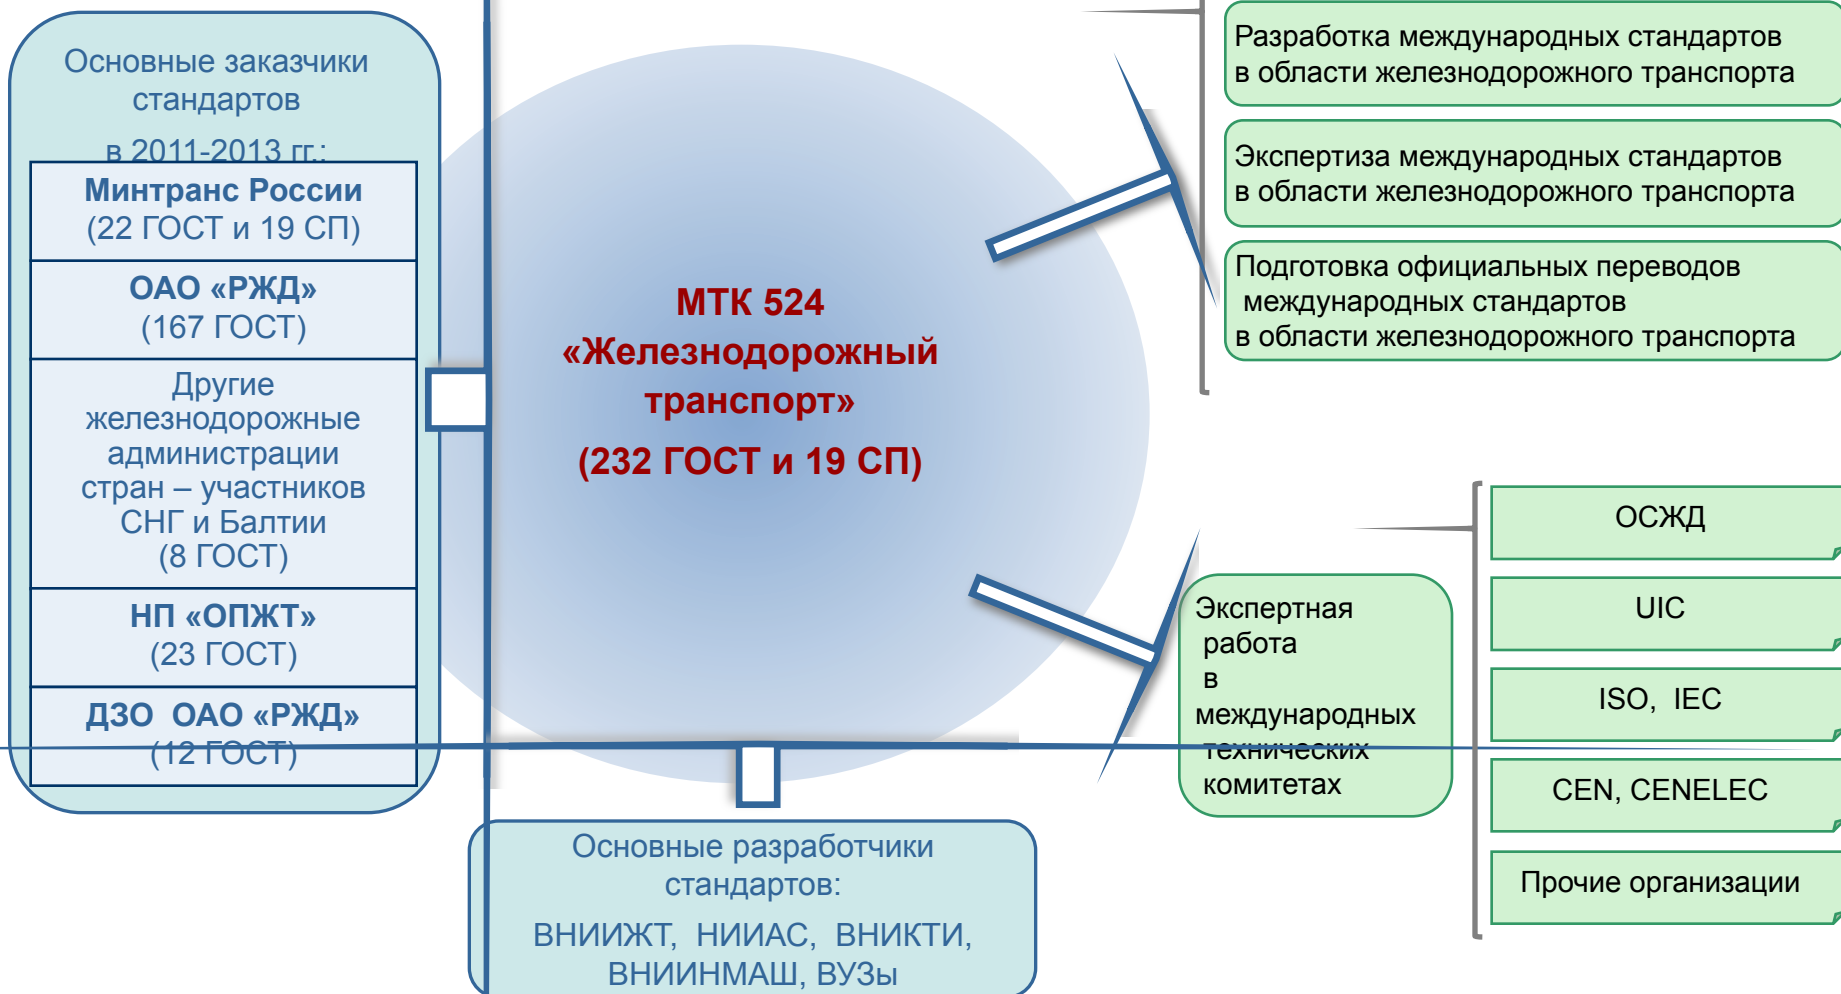 Основные заказчики
стандартов
в 2011-2013 гг.:
Минтранс России
(22 ГОСТ и 19 СП)
ОАО «РЖД»
(167 ГОСТ)
Другие
железнодорожные
администрации
стран – участников
СНГ и Балтии
(8 ГОСТ)
НП «ОПЖТ»
(23 ГОСТ)
ДЗО ОАО «РЖД»
(12 ГОСТ)
МТК 524
«Железнодорожный
транспорт»
(232 ГОСТ и 19 СП)
Основные разработчики
стандартов:
ВНИИЖТ, НИИАС, ВНИКТИ,
ВНИИНМАШ, ВУЗы
Разработка международных стандартов
в области железнодорожного транспорта
Экспертиза международных стандартов
в области железнодорожного транспорта
Подготовка официальных переводов
международных стандартов
в области железнодорожного транспорта
Экспертная
работа
в
международных
технических
комитетах
ОСЖД
UIC
ISO, IEC
CEN, CENELEC
Прочие организации